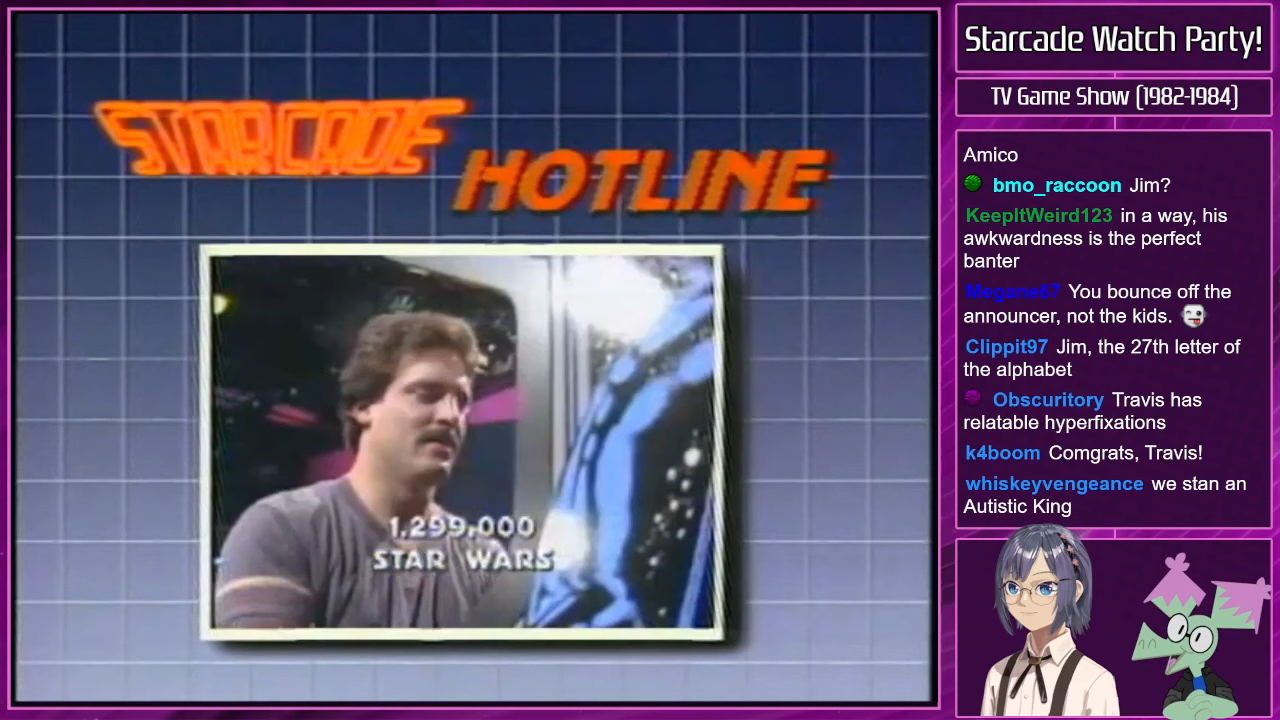 STARCADE
HOTLINE
1,299,000
STAR WARS
Starcade Watch Party!
TV Game Show (1982-1984)
Amico
bmo_raccoon Jim?
KeepItWeird123 in a way, his
awkwardness is the perfect
banter
Megane67 You bounce off the
announcer, not the kids.
Clippit97 Jim, the 27th letter of
the alphabet
Obscuritory Travis has
relatable hyperfixations
k4boom Comgrats, Travis!
whiskeyvengeance we stan an
Autistic King